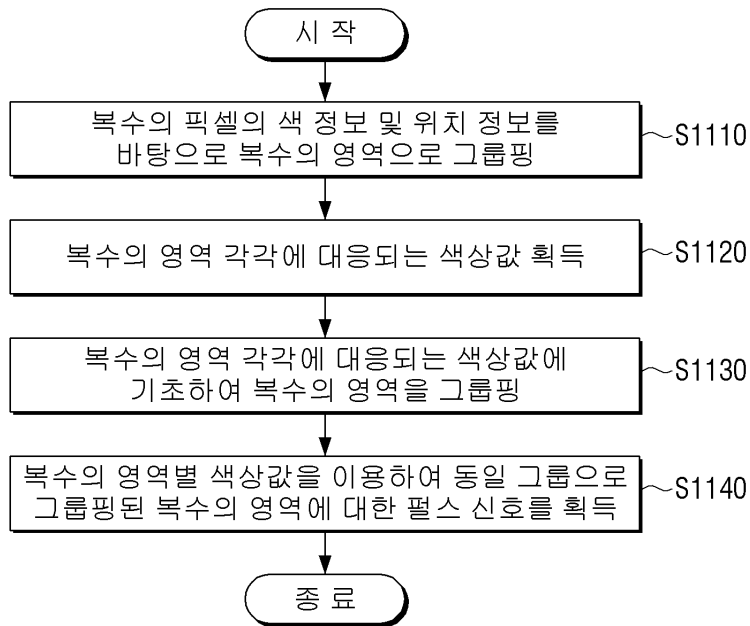 시 작
복수의 픽셀의 색 정보 및 위치 정보를
바탕으로 복수의 영역으로 그룹핑
S1110
복수의 영역 각각에 대응되는 색상값 획득
S1120
복수의 영역 각각에 대응되는 색상값에
기초하여 복수의 영역을 그룹핑
S1130
복수의 영역별 색상값을 이용하여 동일 그룹으로
그룹핑된 복수의 영역에 대한 펄스 신호를 획득
S1140
종 료